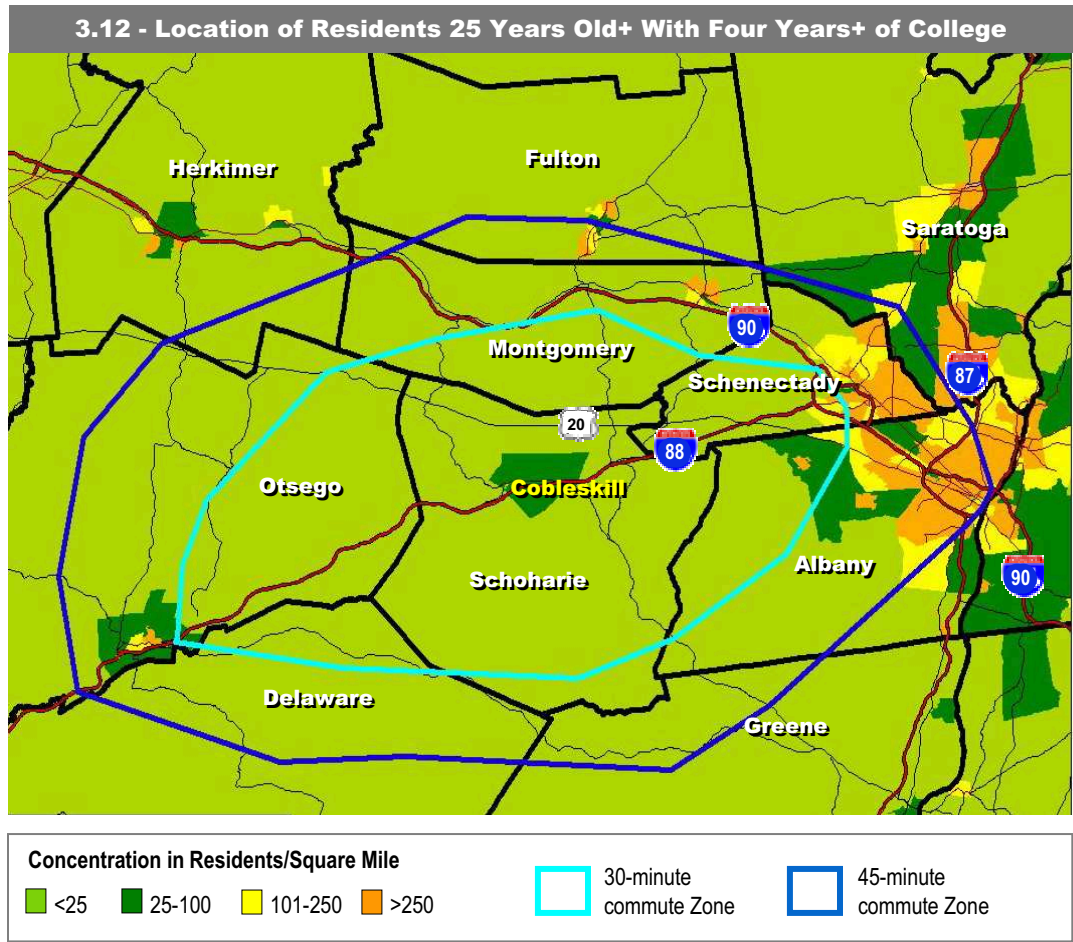 3.12 - Location of Residents 25 Years Old+ With Four Years+ of College
Herkimer
Fulton
Saratoga
90
Montgomery
87
Schenectady
20
88
Otsego
Cobleskill
Albany
Schoharie
90
Delaware
Greene
Concentration in Residents/Square Mile
<25
25-100
101-250
>250
30-minute
commute Zone
45-minute
commute Zone